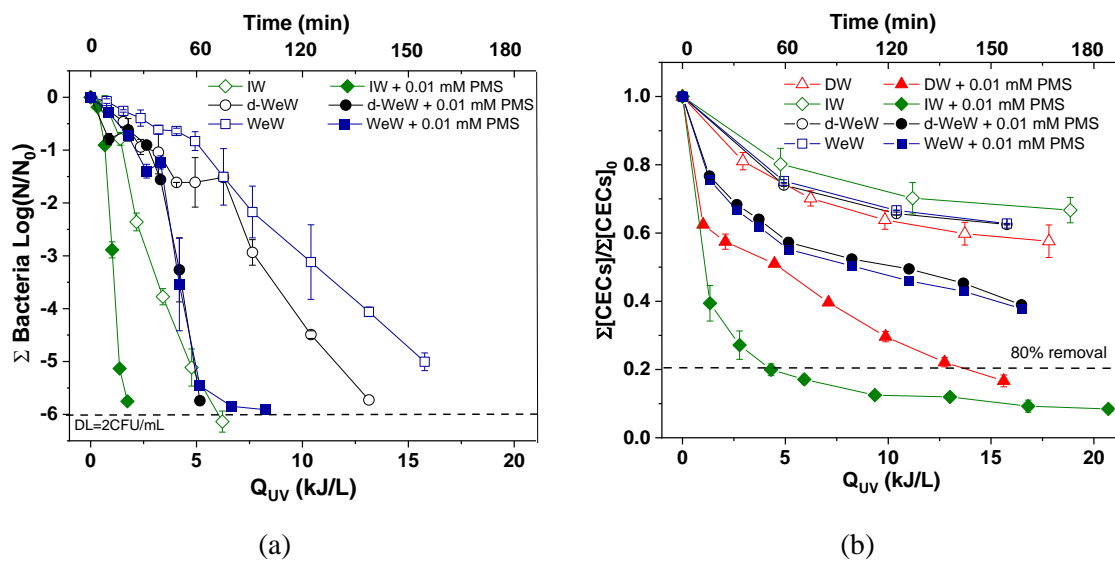 Time (min)
0 60 120 180
IW IW + 0.01 mM PMS
d-WeW d-WeW + 0.01 mM PMS
WeW WeW + 0.01 mM PMS
Σ Bacteria Log(N/N0)
0
-1
-2
-3
-4
-5
-6
DL=2CFU/mL
0 5 10 15 20
QUV (kJ/L)
(a)
Time (min)
0 30 60 90 120 150 180
DW DW + 0.01 mM PMS
IW IW + 0.01 mM PMS
d-WeW d-WeW + 0.01 mM PMS
WeW WeW + 0.01 mM PMS
Σ[CECs]/Σ[CECs]0
1.0
0.8
0.6
0.4
0.2
0.0
80% removal
0 5 10 15 20
QUV (kJ/L)
(b)